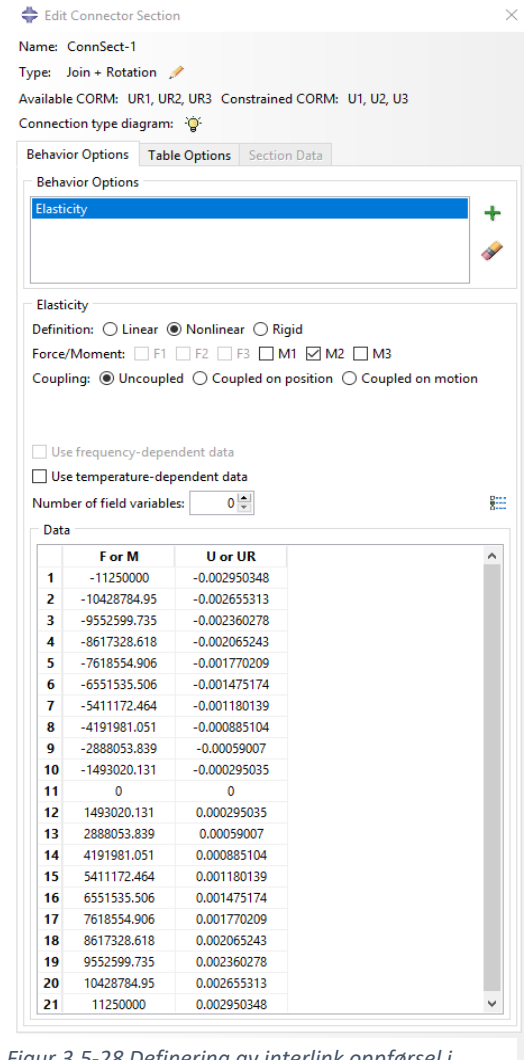 Edit Connector Section
Name: ConnSect-1
Type: Join + Rotation
Available CORM: UR1, UR2, UR3 Constrained CORM: U1, U2, U3
Connection type diagram:
Behavior Options Table Options Section Data
Behavior Options
Elasticity
Elasticity
Definition: Linear Nonlinear Rigid
Force/Moment: F1 F2 F3 M1 M2 M3
Coupling: Uncoupled Coupled on position Coupled on motion
Use frequency-dependent data
Use temperature-dependent data
Number of field variables: 0
Data
F or M U or UR
1 -11250000 -0.002950348
2 -10428784.95 -0.002655313
3 -9552599.735 -0.002360278
4 -8617328.618 -0.002065243
5 -7618554.906 -0.001770209
6 -6551535.506 -0.001475174
7 -5411172.464 -0.001180139
8 -4191981.051 -0.000885104
9 -2888053.839 -0.00059007
10 -1493020.131 -0.000295035
11 0 0
12 1493020.131 0.000295035
13 2888053.839 0.00059007
14 4191981.051 0.000885104
15 5411172.464 0.001180139
16 6551535.506 0.001475174
17 7618554.906 0.001770209
18 8617328.618 0.002065243
19 9552599.735 0.002360278
20 10428784.95 0.002655313
21 11250000 0.002950348
Figur 3.5-28 Definering av interlink oppførsel i